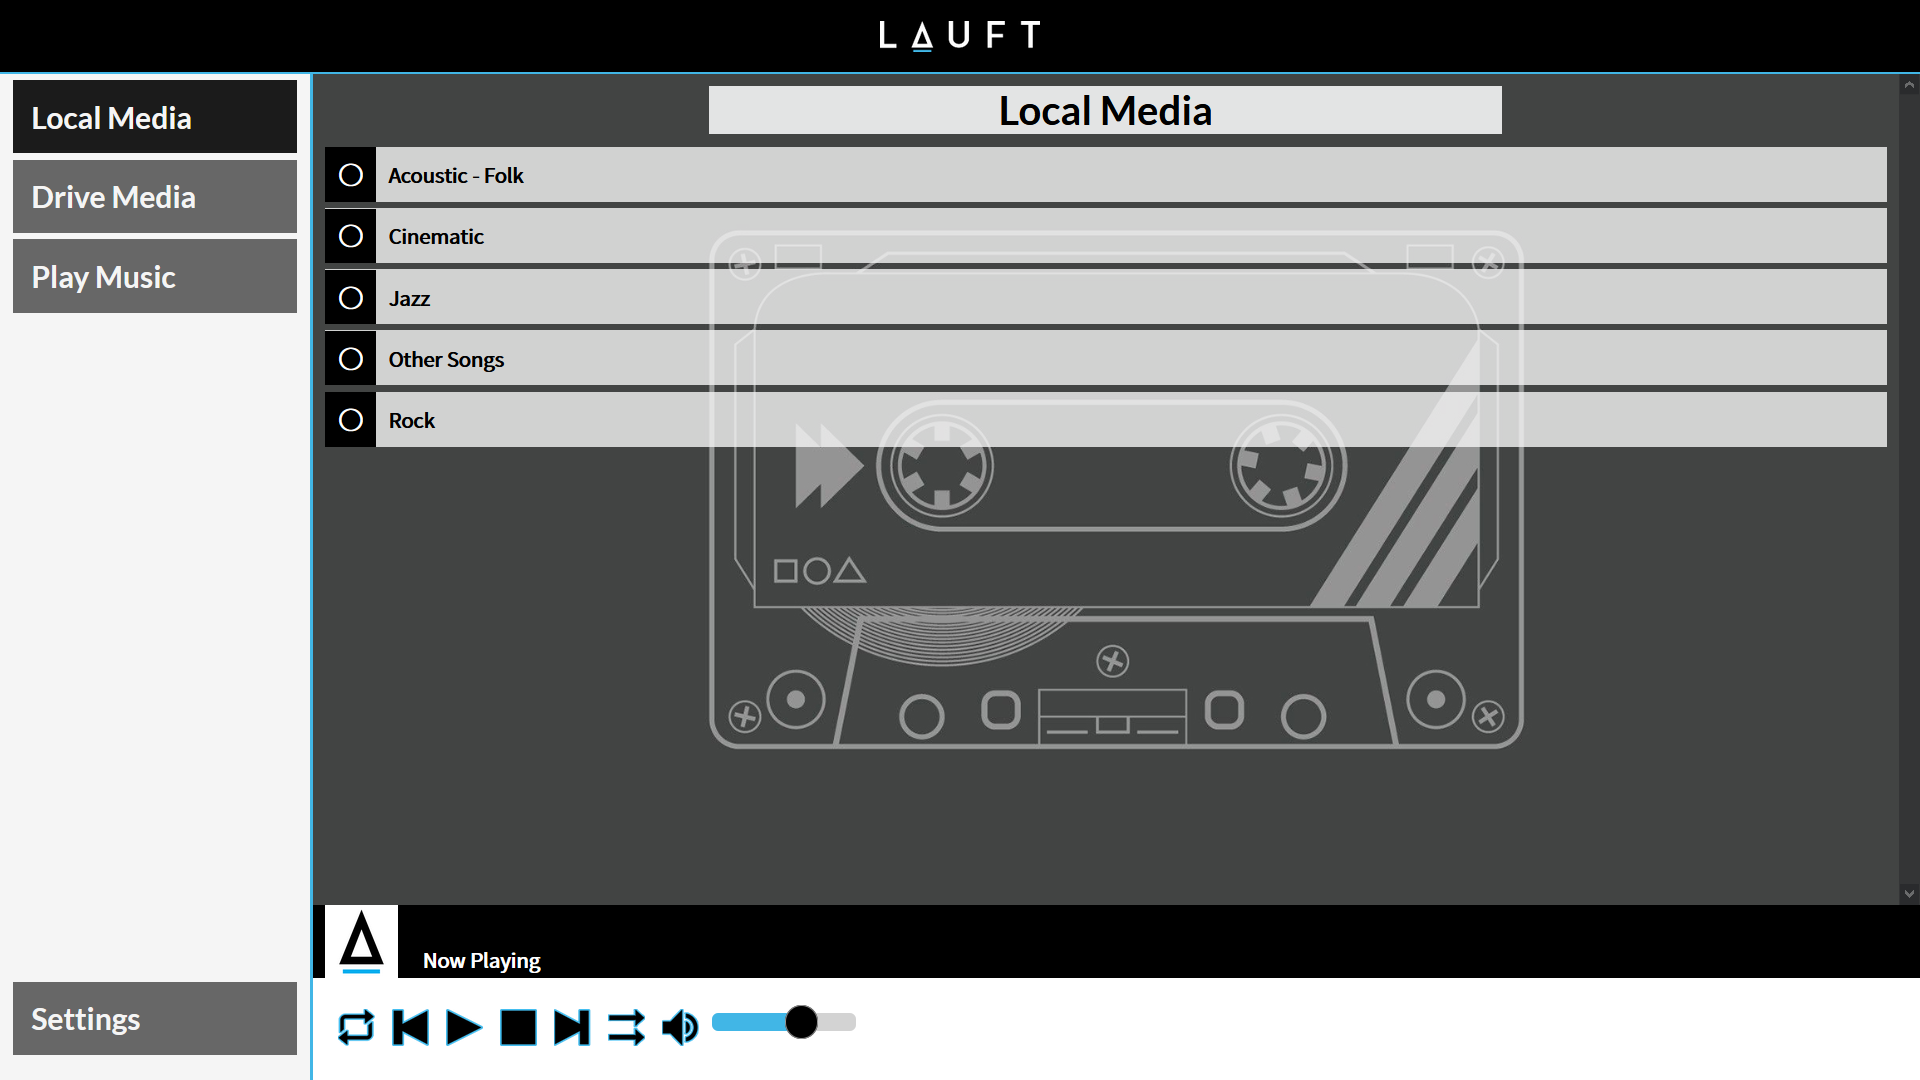 LAUFT
Local Media
Drive Media
Play Music
Settings
Local Media
Acoustic - Folk
Cinematic
Jazz
Other Songs
Rock
Now Playing